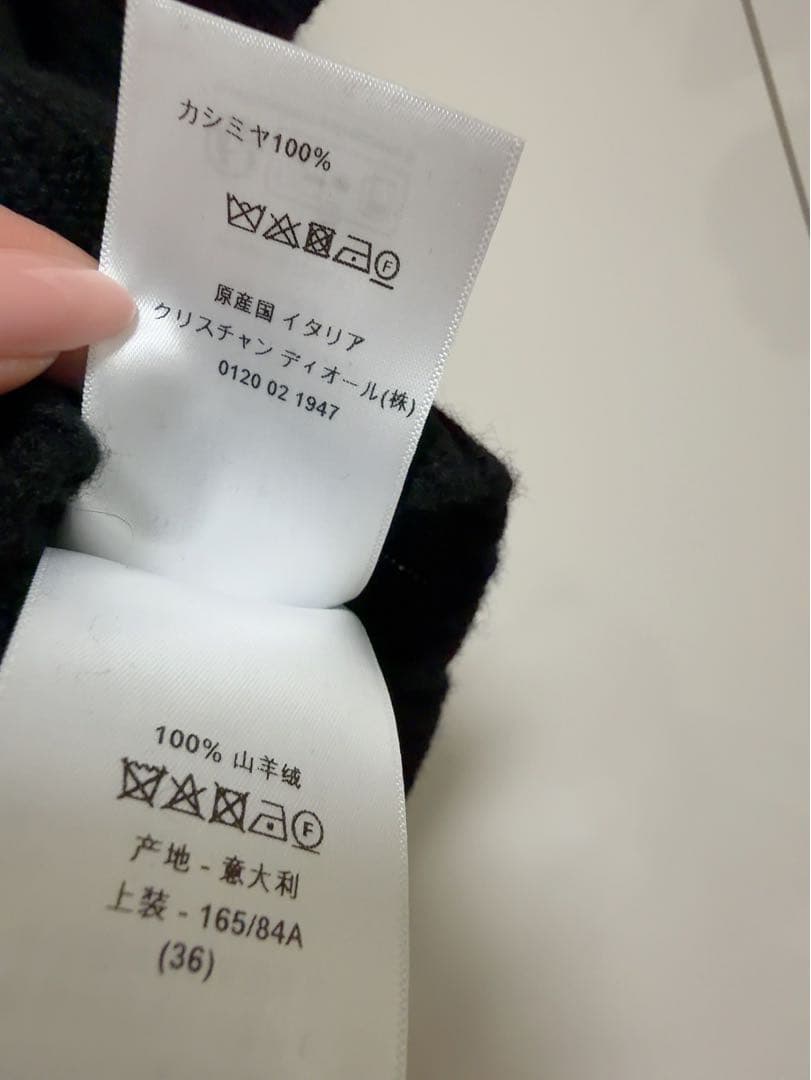 カシミヤ100%
F
原産国 イタリア
クリスチャン ディオール(株)
0120 02 1947
100% 山羊绒
F
产地 - 意大利
上装 - 165/84A
(36)